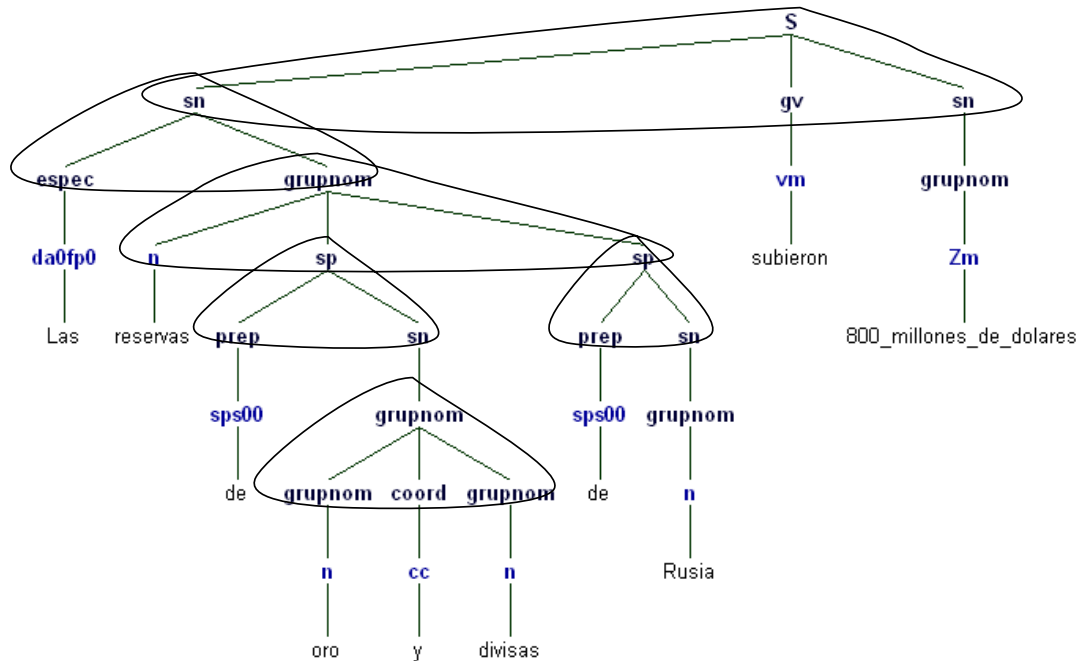 S
sn gv sn
espec grupnom vm grupnom
da0fp0 n sp sp subieron Zm
Las reservas prep sn prep sn 800_millones_de_dolares
sps00 grupnom sps00 grupnom
de grupnom coord grupnom de n
n cc n Rusia
oro y divisas